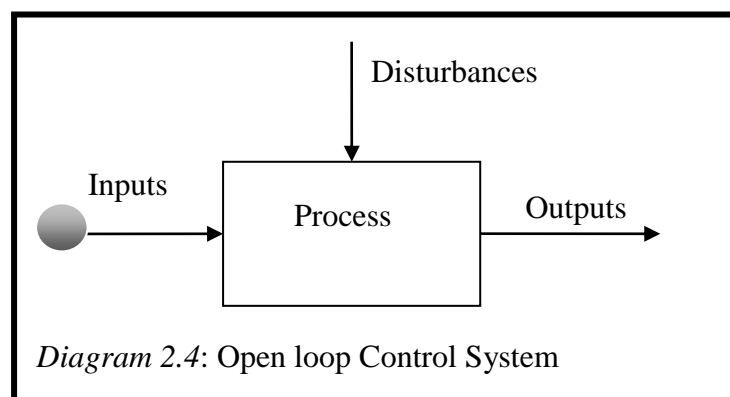 Disturbances
Inputs
Process
Outputs
Diagram 2.4: Open loop Control System